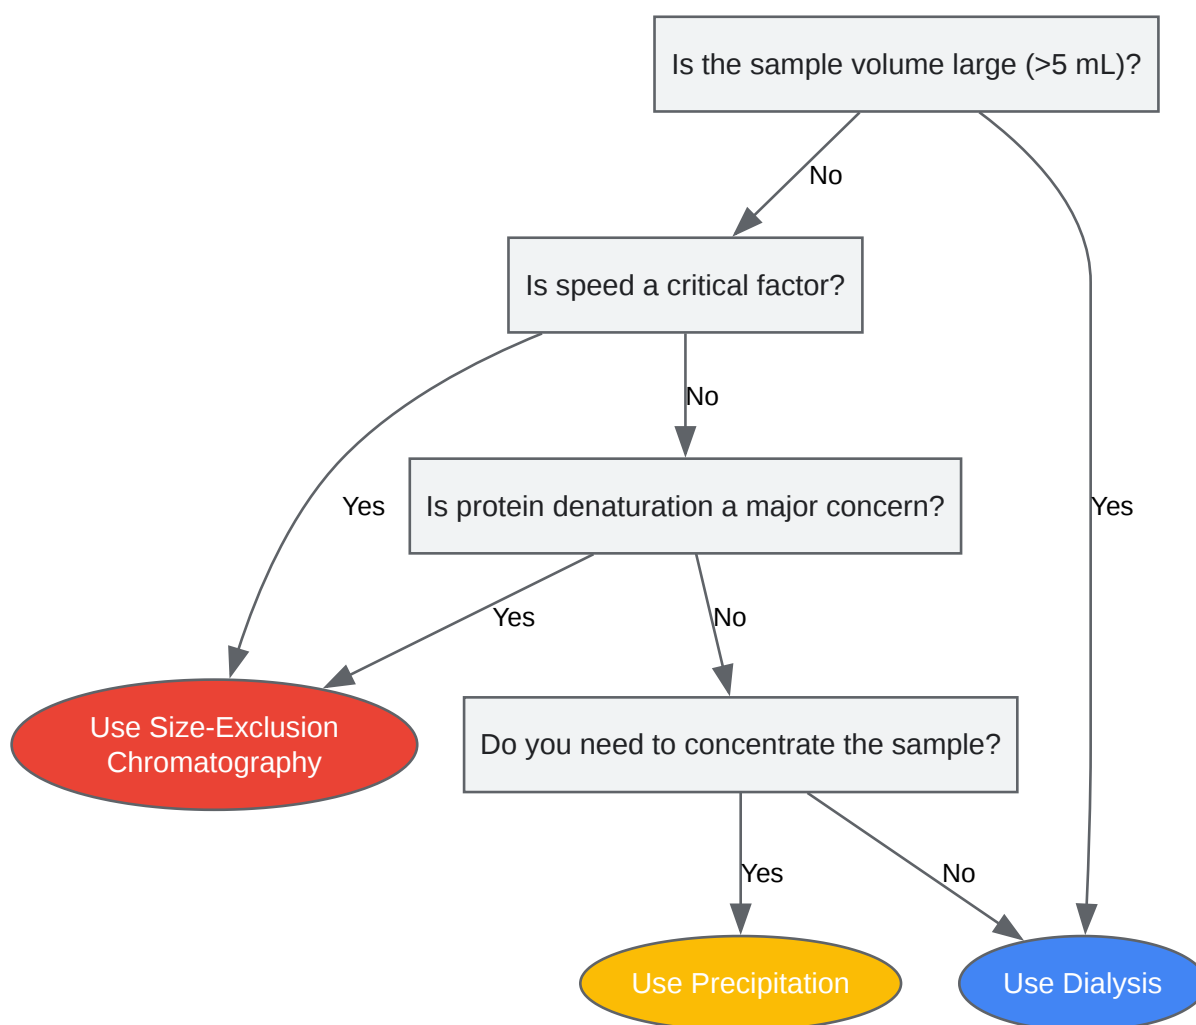 Is the sample volume large (>5 mL)?
No
Is speed a critical factor?
No
Yes
Is protein denaturation a major concern?
Yes
Yes
No
Use Size-Exclusion
Chromatography
Do you need to concentrate the sample?
Yes
No
Use Precipitation
Use Dialysis